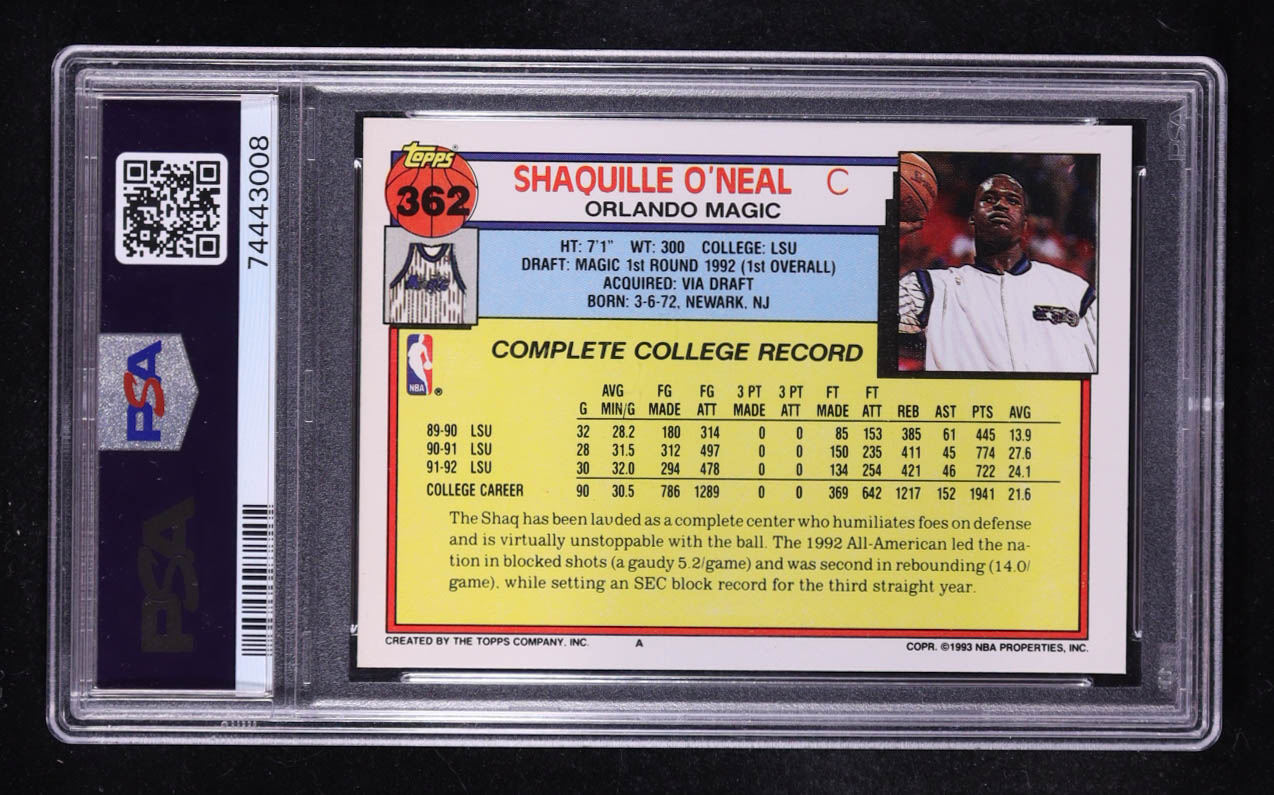 74443008
PSA
PSA
topps
362
SHAQUILLE O'NEAL C
ORLANDO MAGIC
HT: 7'1" WT: 300 COLLEGE: LSU
DRAFT: MAGIC 1st ROUND 1992 (1st OVERALL)
ACQUIRED: VIA DRAFT
BORN: 3-6-72, NEWARK, NJ
NBA ®
COMPLETE COLLEGE RECORD
AVG FG FG 3 PT 3 PT FT FT
G MIN/G MADE ATT MADE ATT MADE ATT REB AST PTS AVG
89-90 LSU 32 28.2 180 314 0 0 85 153 385 61 445 13.9
90-91 LSU 28 31.5 312 497 0 0 150 235 411 45 774 27.6
91-92 LSU 30 32.0 294 478 0 0 134 254 421 46 722 24.1
COLLEGE CAREER 90 30.5 786 1289 0 0 369 642 1217 152 1941 21.6
The Shaq has been lauded as a complete center who humiliates foes on defense
and is virtually unstoppable with the ball. The 1992 All-American led the na-
tion in blocked shots (a gaudy 5.2/game) and was second in rebounding (14.0/
game), while setting an SEC block record for the third straight year.
CREATED BY THE TOPPS COMPANY, INC. A COPR. ©1993 NBA PROPERTIES, INC.
PSA